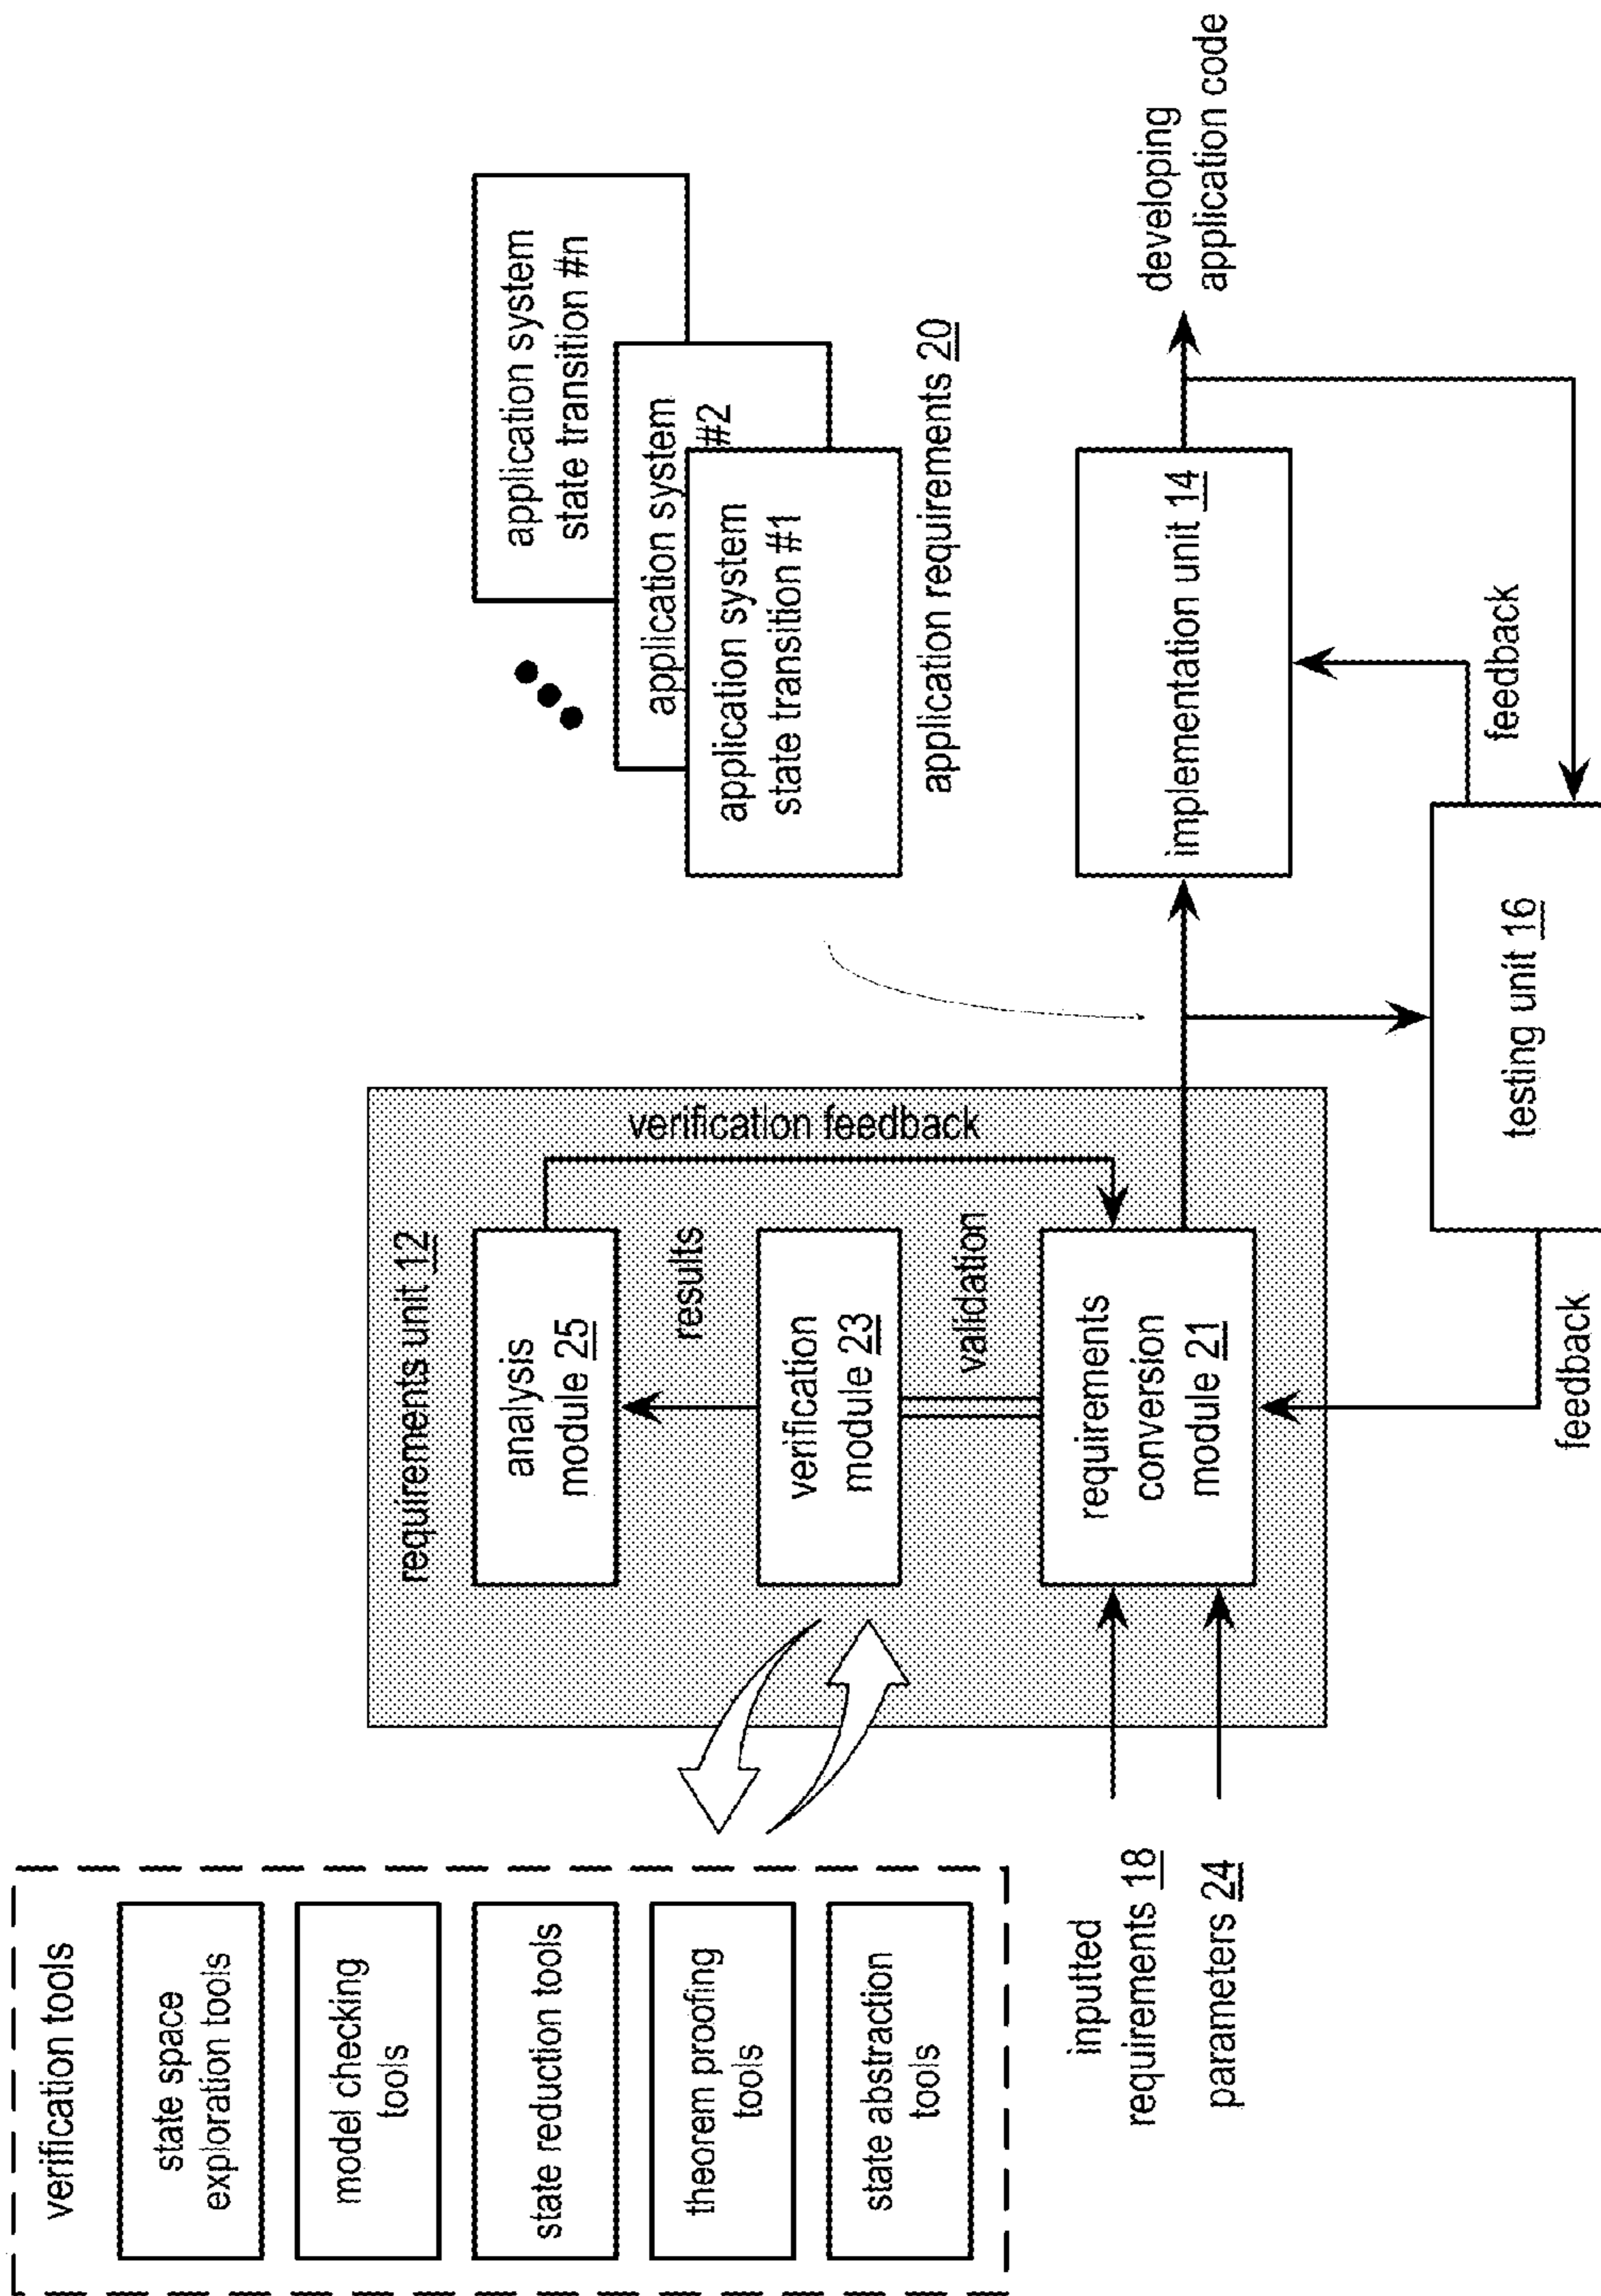 verification tools
state space
exploration tools
model checking
tools
state reduction tools
theorem proofing
tools
state abstraction
tools
inputted
requirements 18
parameters 24
requirements unit 12
analysis
module 25
results
verification
module 23
validation
requirements
conversion
module 21
verification feedback
feedback
testing unit 16
feedback
implementation unit 14
developing
application code
application system
state transition #n
application system
#2
application system
state transition #1
application requirements 20